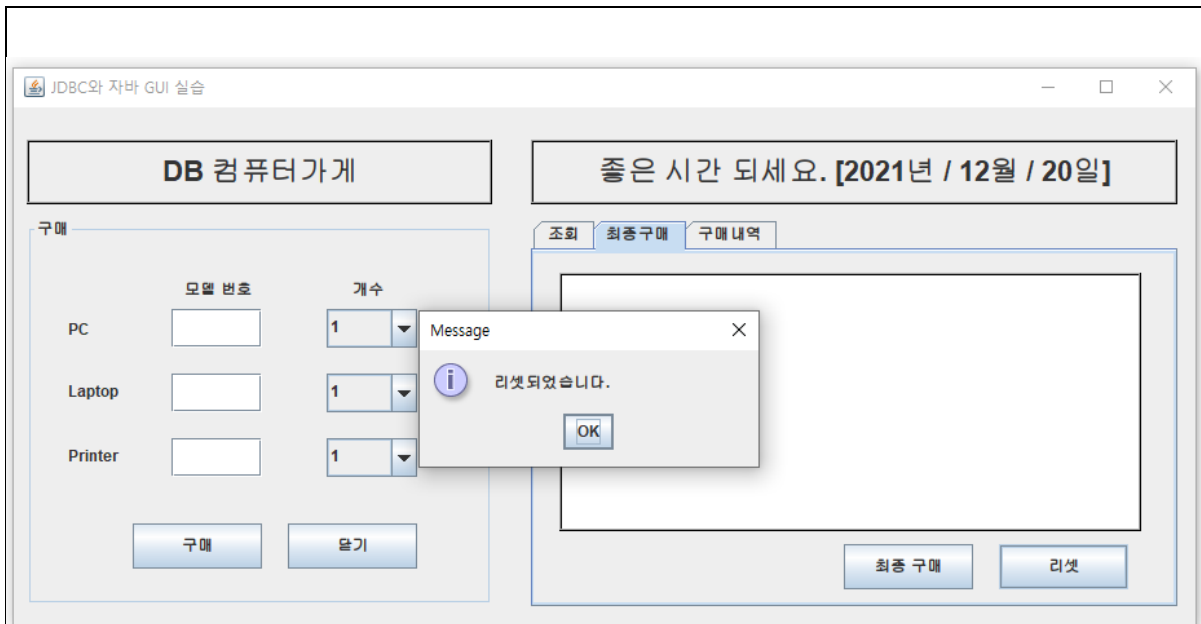 JDBC와 자바 GUI 실습
DB 컴퓨터가게
좋은 시간 되세요. [2021년 / 12월 / 20일]
구매
모델 번호 개수
PC 1
Laptop 1
Printer 1
구매 닫기
조회 최종구매 구매내역
Message
리셋되었습니다.
OK
최종 구매 리셋